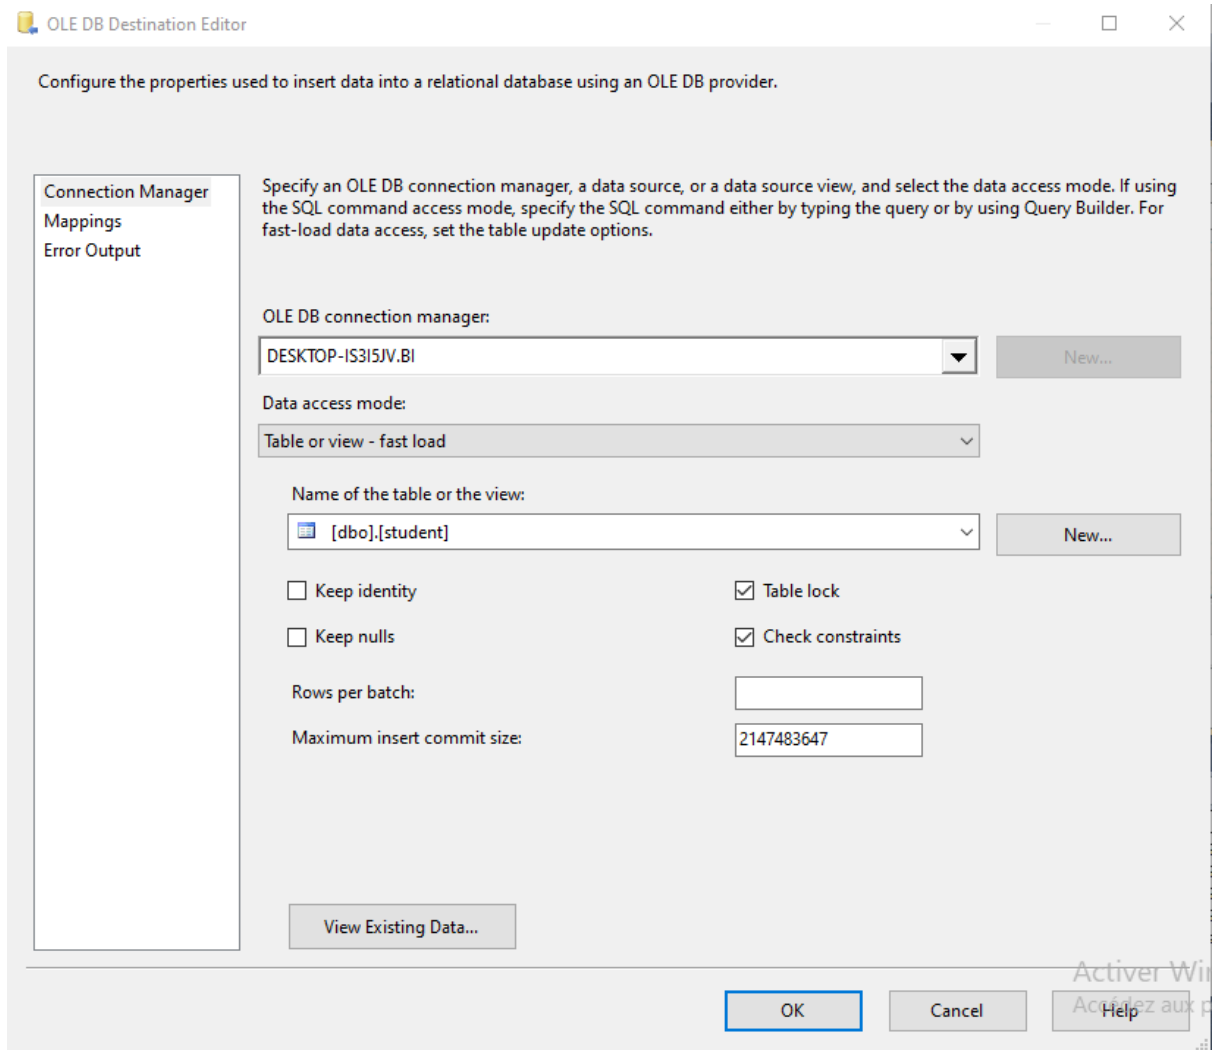 OLE DB Destination Editor
Configure the properties used to insert data into a relational database using an OLE DB provider.
Connection Manager
Mappings
Error Output
Specify an OLE DB connection manager, a data source, or a data source view, and select the data access mode. If using
the SQL command access mode, specify the SQL command either by typing the query or by using Query Builder. For
fast-load data access, set the table update options.
OLE DB connection manager:
DESKTOP-IS3I5JV.BI
New...
Data access mode:
Table or view - fast load
Name of the table or the view:
[dbo].[student]
New...
Keep identity
Table lock
Keep nulls
Check constraints
Rows per batch:
Maximum insert commit size:
2147483647
View Existing Data...
Activer Wi
OK
Cancel
Help
aux p